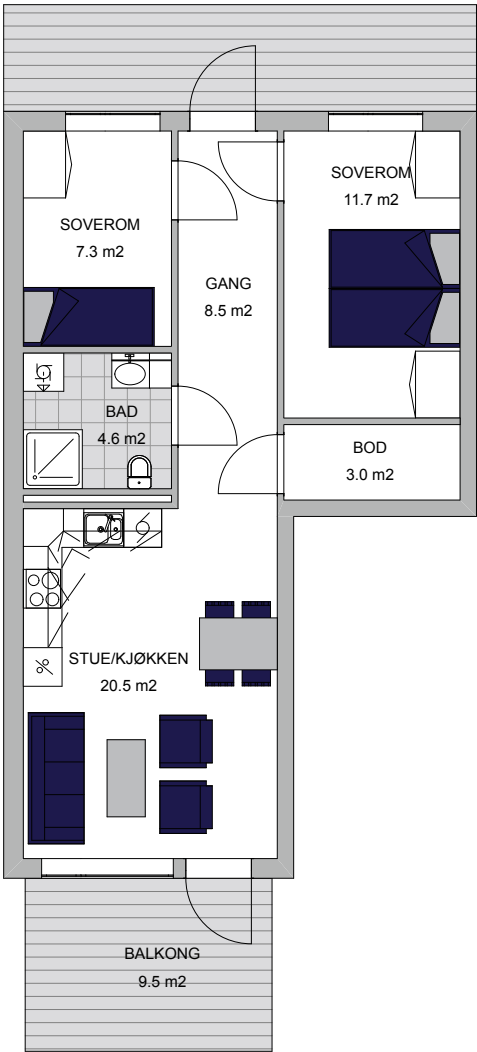 SOVEROM
11.7 m2
SOVEROM
7.3 m2
GANG
8.5 m2
BAD
4.6 m2
BOD
3.0 m2
STUE/KJØKKEN
20.5 m2
%
BALKONG
9.5 m2